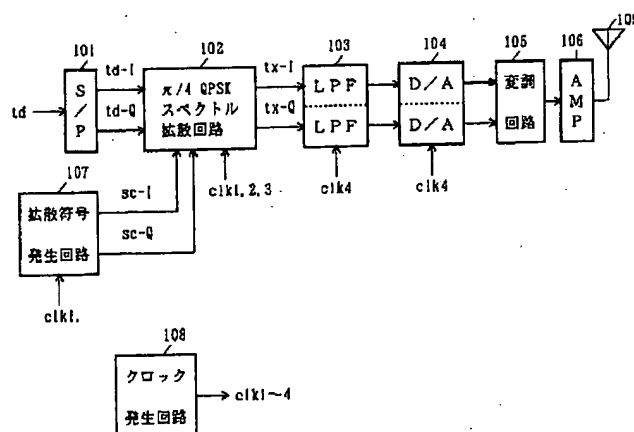 101
102
103
104
105
106
109
td
S/P
td-I
td-Q
π/4 QPSK
スペクトル
拡散回路
tx-I
tx-Q
LPF
LPF
D/A
D/A
変調
回路
AMP
clk1,2,3
clk4
clk4
107
拡散符号
発生回路
sc-I
sc-Q
clk1.
108
クロック
発生回路
clk1~4